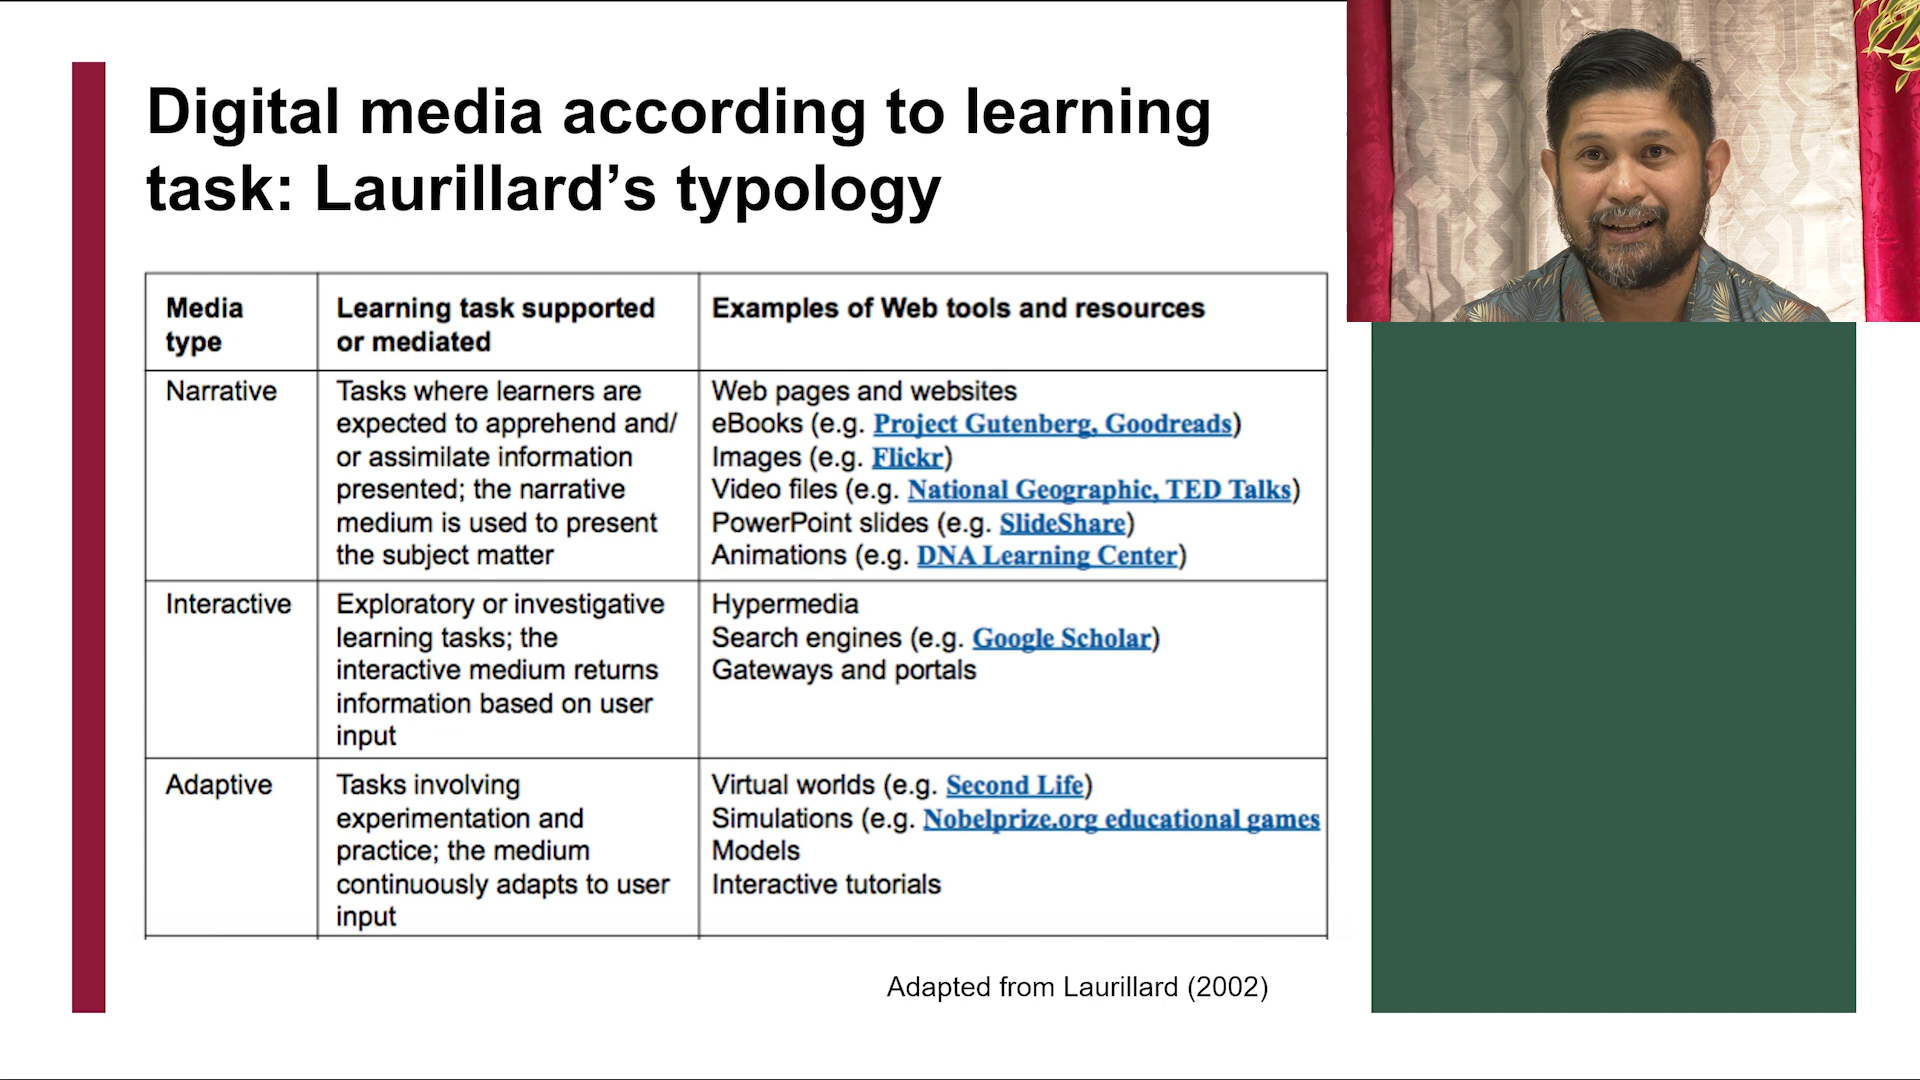 Digital media according to learning
task: Laurillard’s typology
Media
type
Learning task supported
or mediated
Examples of Web tools and resources
Narrative
Tasks where learners are
expected to apprehend and/
or assimilate information
presented; the narrative
medium is used to present
the subject matter
Web pages and websites
eBooks (e.g. Project Gutenberg, Goodreads)
Images (e.g. Flickr)
Video files (e.g. National Geographic, TED Talks)
PowerPoint slides (e.g. SlideShare)
Animations (e.g. DNA Learning Center)
Interactive
Exploratory or investigative
learning tasks; the
interactive medium returns
information based on user
input
Hypermedia
Search engines (e.g. Google Scholar)
Gateways and portals
Adaptive
Tasks involving
experimentation and
practice; the medium
continuously adapts to user
input
Virtual worlds (e.g. Second Life)
Simulations (e.g. Nobelprize.org educational games
Models
Interactive tutorials
Adapted from Laurillard (2002)